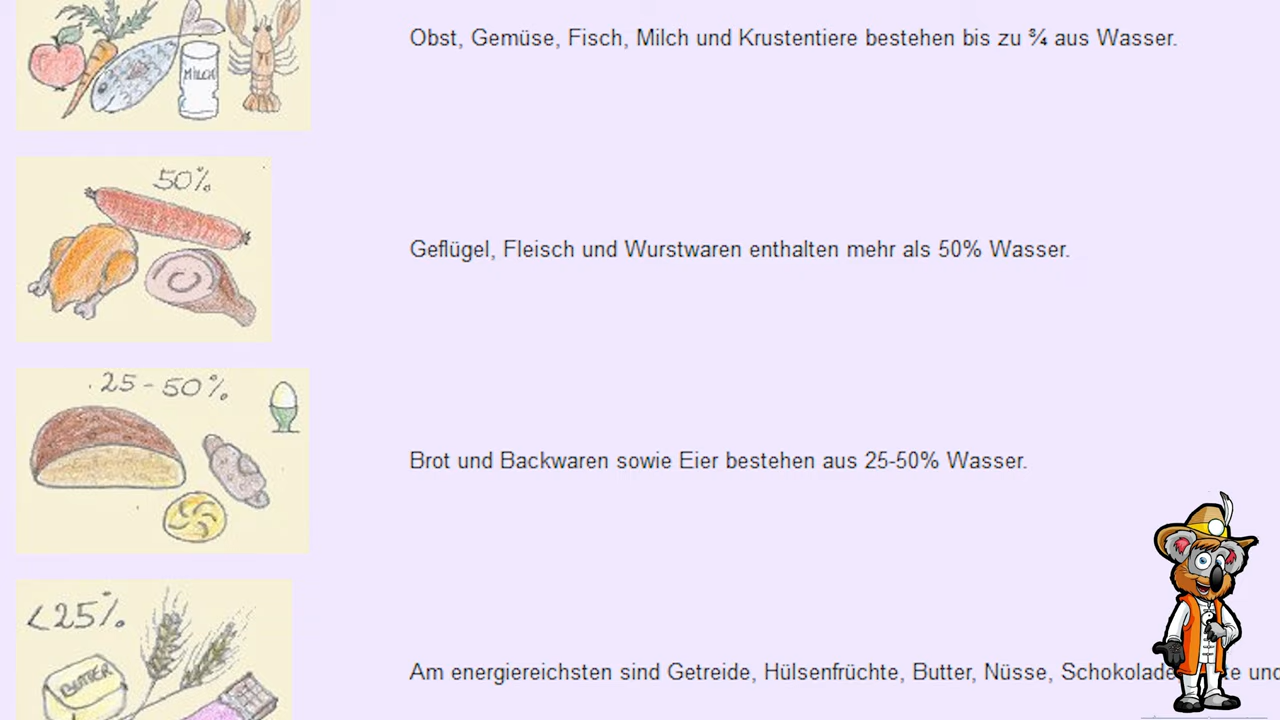 MILCH
Obst, Gemüse, Fisch, Milch und Krustentiere bestehen bis zu ¾ aus Wasser.
50%
Geflügel, Fleisch und Wurstwaren enthalten mehr als 50% Wasser.
25-50%
Brot und Backwaren sowie Eier bestehen aus 25-50% Wasser.
<25%
BUTTER
Am energiereichsten sind Getreide, Hülsenfrüchte, Butter, Nüsse, Schokolade